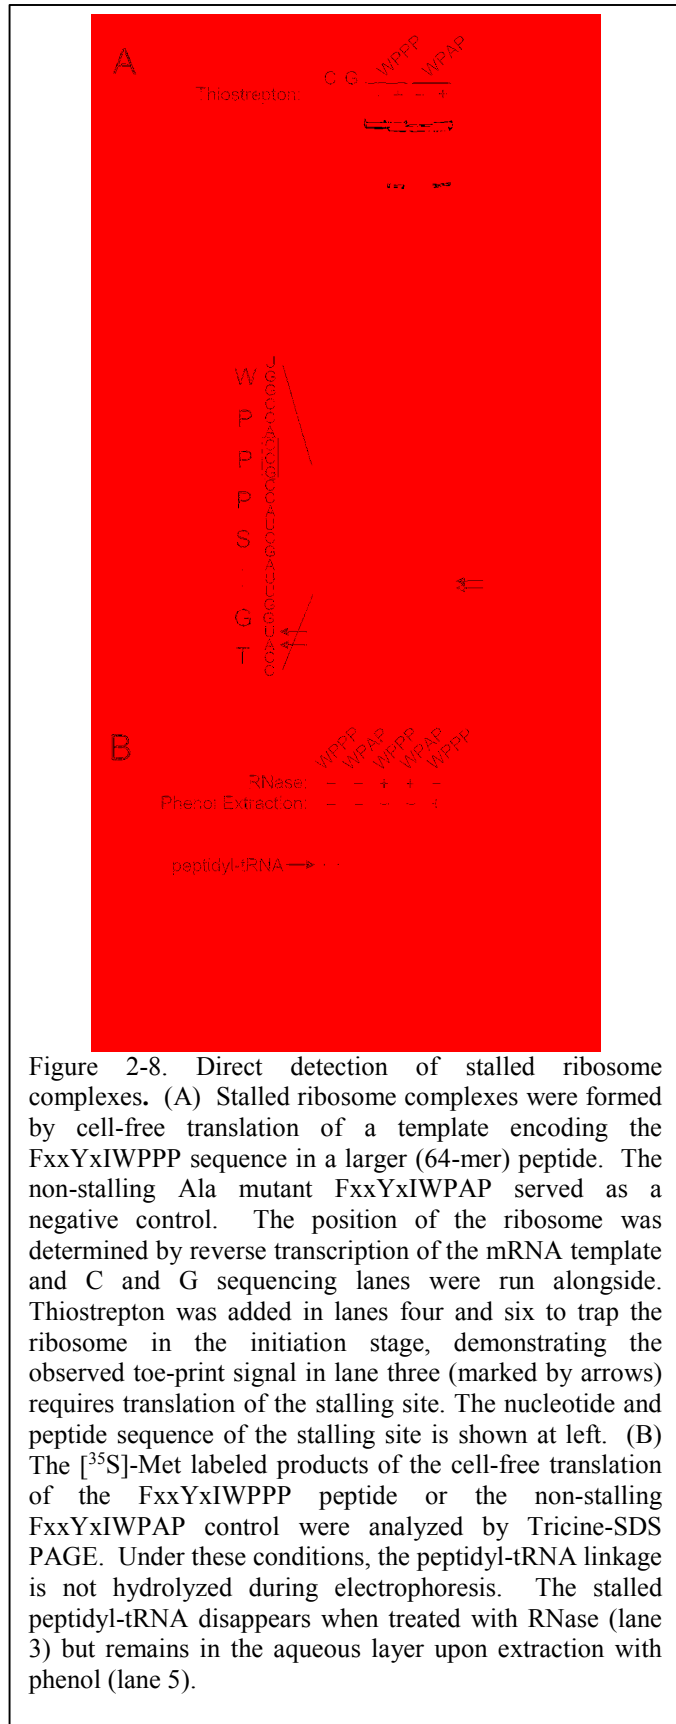 A
WPPP WPAP
C G
Thiostrepton: – – +
W
P
P
P
S
G
T
B
WPPP WPAP WPPP WPAP WPPP
RNase: – – + + –
Phenol Extraction: – – – – +
peptidyl-tRNA
Figure 2-8. Direct detection of stalled ribosome
complexes. (A) Stalled ribosome complexes were formed
by cell-free translation of a template encoding the
FxxYxIWPPP sequence in a larger (64-mer) peptide. The
non-stalling Ala mutant FxxYxIWPAP served as a
negative control. The position of the ribosome was
determined by reverse transcription of the mRNA template
and C and G sequencing lanes were run alongside.
Thiostrepton was added in lanes four and six to trap the
ribosome in the initiation stage, demonstrating the
observed toe-print signal in lane three (marked by arrows)
requires translation of the stalling site. The nucleotide and
peptide sequence of the stalling site is shown at left. (B)
The [³⁵S]-Met labeled products of the cell-free translation
of the FxxYxIWPPP peptide or the non-stalling
FxxYxIWPAP control were analyzed by Tricine-SDS
PAGE. Under these conditions, the peptidyl-tRNA linkage
is not hydrolyzed during electrophoresis. The stalled
peptidyl-tRNA disappears when treated with RNase (lane
3) but remains in the aqueous layer upon extraction with
phenol (lane 5).